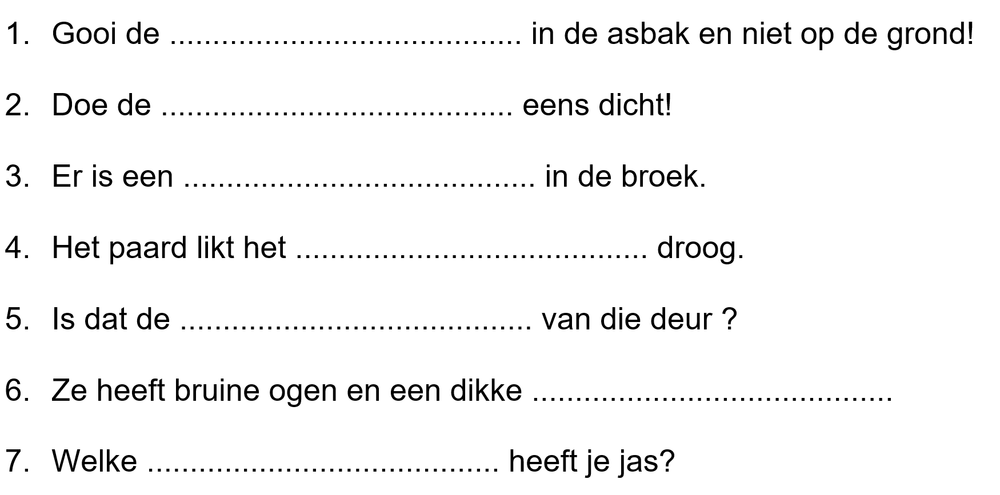 1. Gooi de ......................................... in de asbak en niet op de grond!
2. Doe de ......................................... eens dicht!
3. Er is een ......................................... in de broek.
4. Het paard likt het ......................................... droog.
5. Is dat de ......................................... van die deur ?
6. Ze heeft bruine ogen en een dikke ..........................................
7. Welke ......................................... heeft je jas?